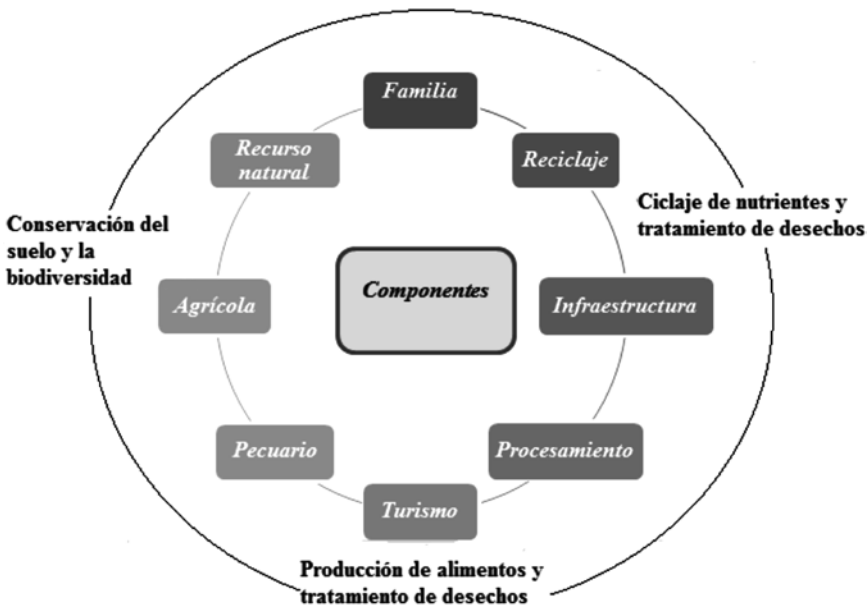 Familia
Recurso
natural
Reciclaje
Conservación del
suelo y la
biodiversidad
Ciclaje de nutrientes y
tratamiento de desechos
Componentes
Agrícola
Infraestructura
Pecuario
Procesamiento
Turismo
Producción de alimentos y
tratamiento de desechos